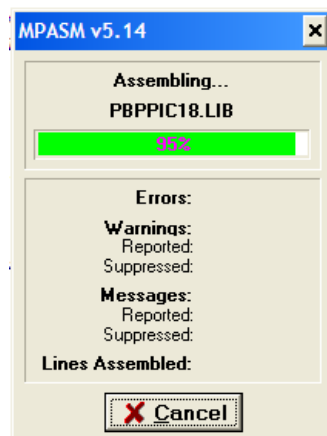 MPASM v5.14
Assembling...
PBPPIC18.LIB
95%
Errors:
Warnings:
Reported:
Suppressed:
Messages:
Reported:
Suppressed:
Lines Assembled:
Cancel